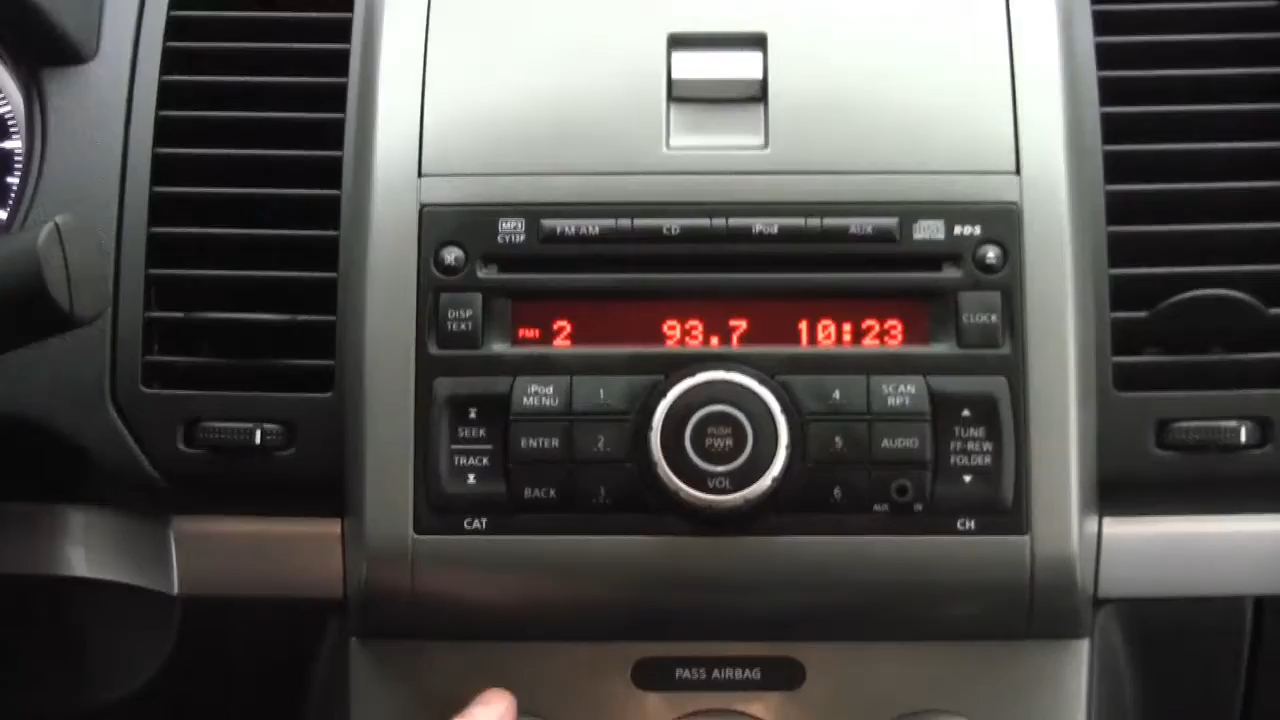 MP3
CY13F
FM·AM
CD
iPod
AUX
RDS
DISP
TEXT
FM1 2 93.7 10:23
CLOCK
SEEK
TRACK
CAT
iPod
MENU
1
ENTER
2
BACK
3
PUSH
PWR
VOL
4
SCAN
RPT
5
AUDIO
6
AUX IN
TUNE
FF·REW
FOLDER
CH
PASS AIRBAG